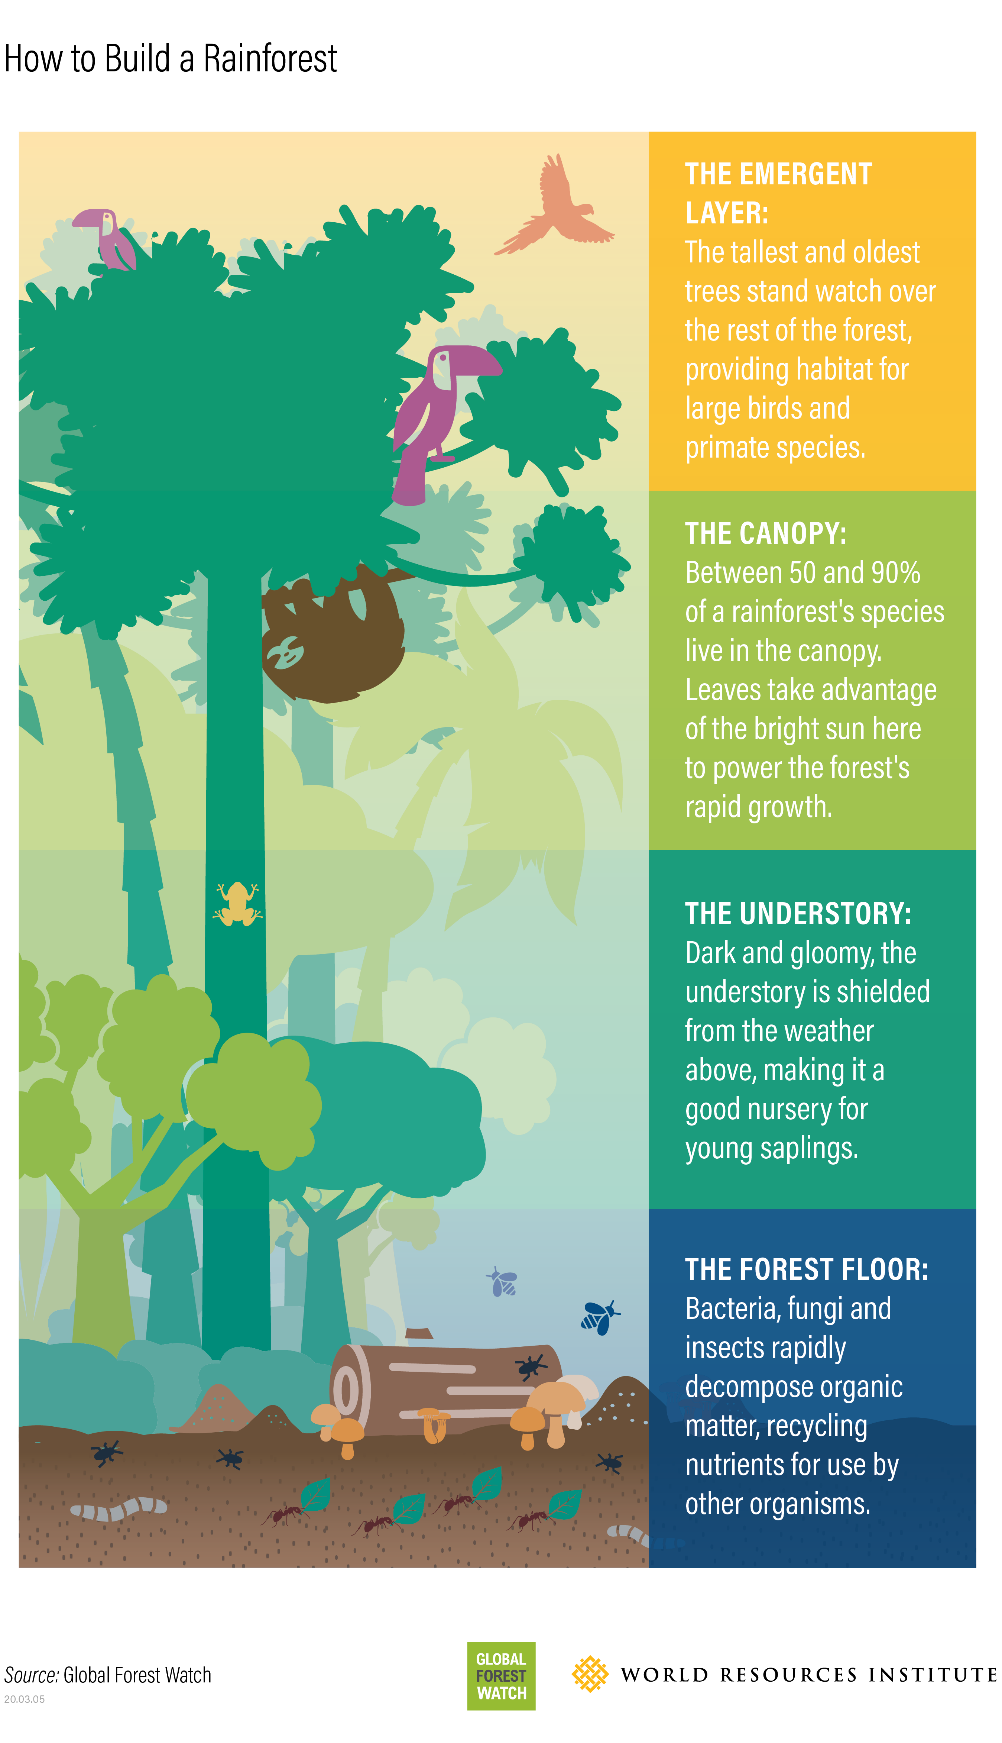 How to Build a Rainforest
THE EMERGENT
LAYER:
The tallest and oldest
trees stand watch over
the rest of the forest,
providing habitat for
large birds and
primate species.
THE CANOPY:
Between 50 and 90%
of a rainforest's species
live in the canopy.
Leaves take advantage
of the bright sun here
to power the forest's
rapid growth.
THE UNDERSTORY:
Dark and gloomy, the
understory is shielded
from the weather
above, making it a
good nursery for
young saplings.
THE FOREST FLOOR:
Bacteria, fungi and
insects rapidly
decompose organic
matter, recycling
nutrients for use by
other organisms.
Source: Global Forest Watch
20.03.05
GLOBAL
FOREST
WATCH
WORLD RESOURCES INSTITUTE